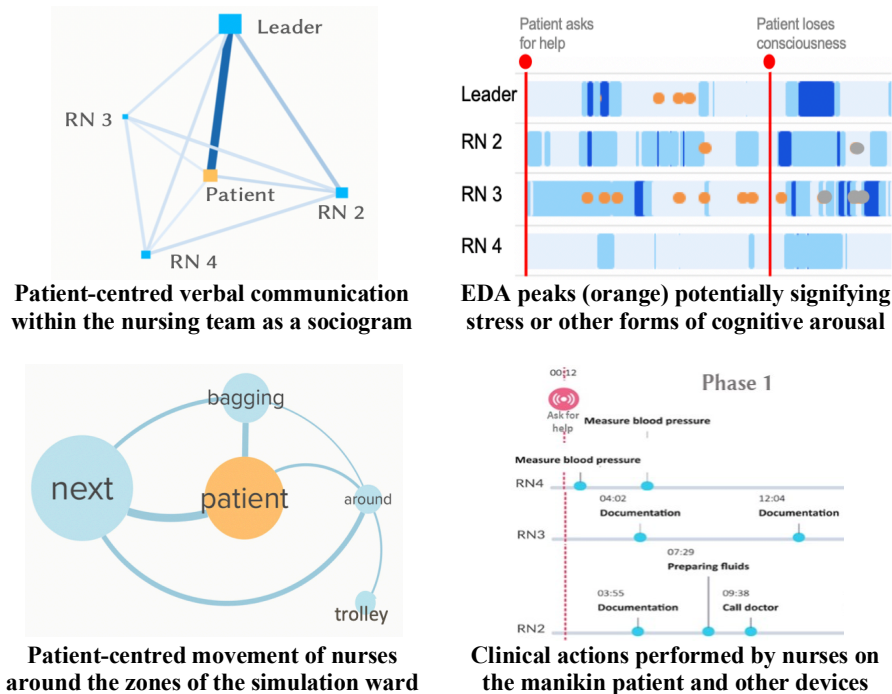 Leader
RN 3
Patient
RN 2
RN 4
Patient-centred verbal communication
within the nursing team as a sociogram
Patient asks
for help
Patient loses
consciousness
Leader
RN 2
RN 3
RN 4
EDA peaks (orange) potentially signifying
stress or other forms of cognitive arousal
bagging
next
patient
around
trolley
Patient-centred movement of nurses
around the zones of the simulation ward
00:12
Phase 1
Ask for
help
Measure blood pressure
Measure blood pressure
RN4
04:02
Documentation
12:04
Documentation
RN3
07:29
Preparing fluids
03:55
Documentation
09:38
Call doctor
RN2
Clinical actions performed by nurses on
the manikin patient and other devices